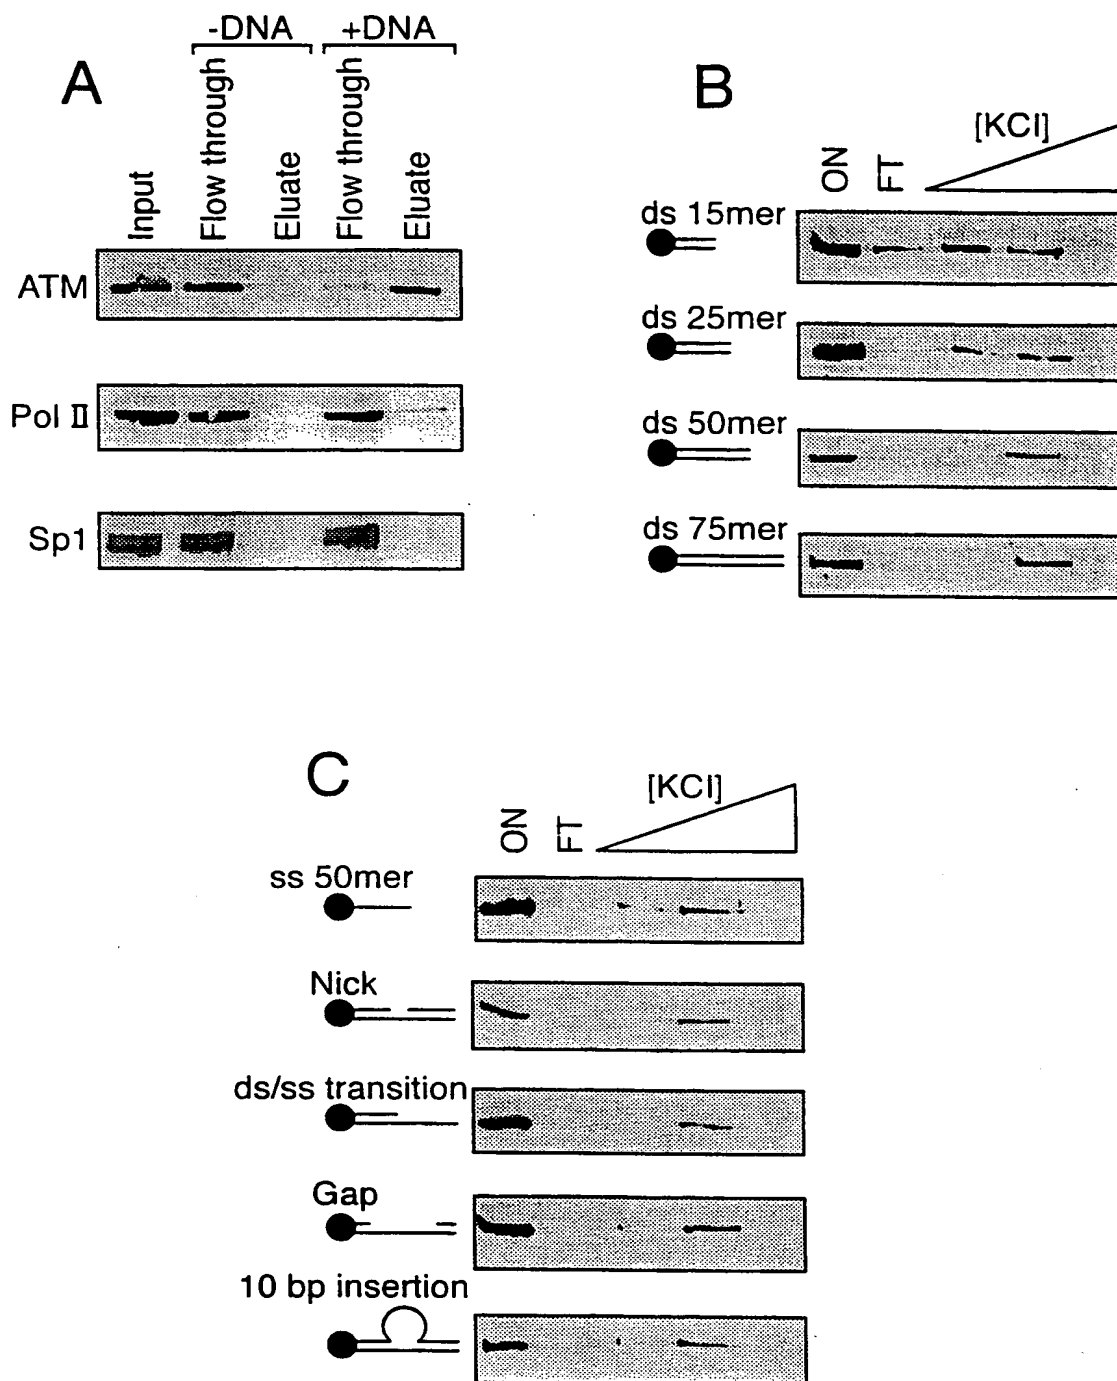 A
-DNA
+DNA
Input
Flow through
Eluate
Flow through
Eluate
ATM
Pol II
Sp1
B
ON
FT
[KCl]
ds 15mer
ds 25mer
ds 50mer
ds 75mer
C
ON
FT
[KCl]
ss 50mer
Nick
ds/ss transition
Gap
10 bp insertion